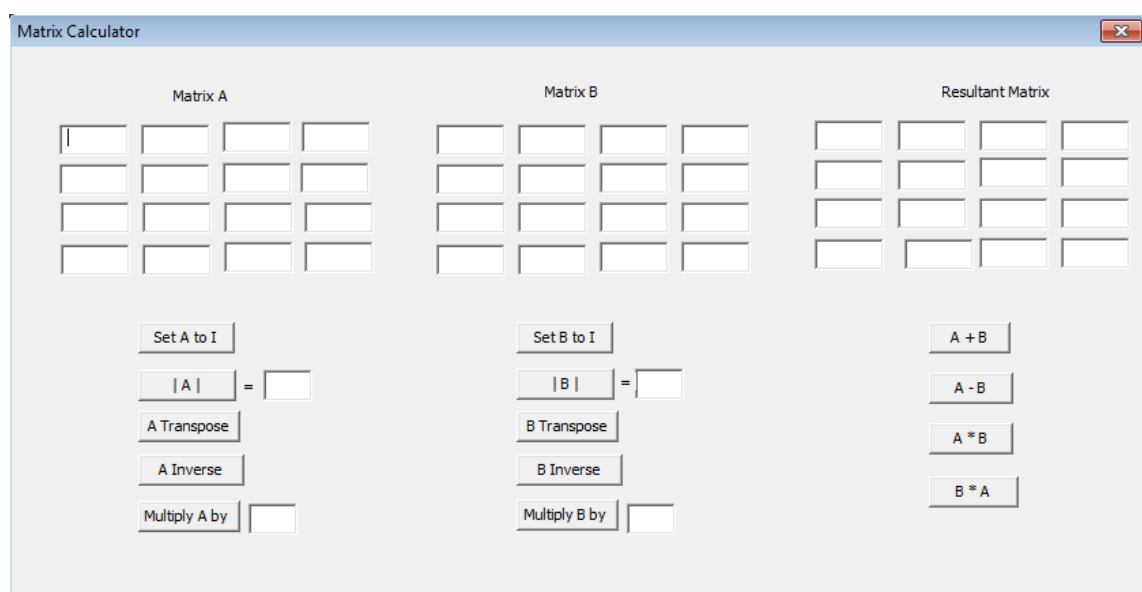 Matrix Calculator
Matrix A
Matrix B
Resultant Matrix
Set A to I
Set B to I
A + B
| A | =
| B | =
A - B
A Transpose
B Transpose
A * B
A Inverse
B Inverse
B * A
Multiply A by
Multiply B by